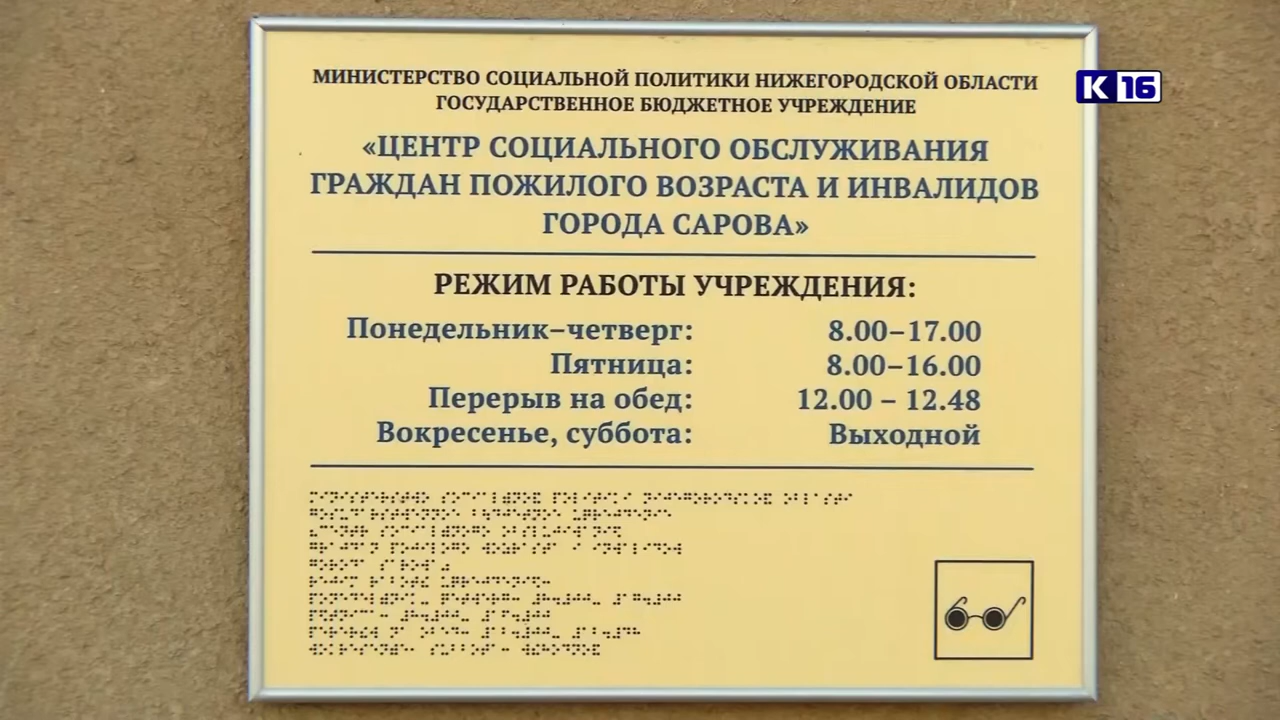 МИНИСТЕРСТВО СОЦИАЛЬНОЙ ПОЛИТИКИ НИЖЕГОРОДСКОЙ ОБЛАСТИ
ГОСУДАРСТВЕННОЕ БЮДЖЕТНОЕ УЧРЕЖДЕНИЕ
К 16
«ЦЕНТР СОЦИАЛЬНОГО ОБСЛУЖИВАНИЯ
ГРАЖДАН ПОЖИЛОГО ВОЗРАСТА И ИНВАЛИДОВ
ГОРОДА САРОВА»
РЕЖИМ РАБОТЫ УЧРЕЖДЕНИЯ:
Понедельник–четверг: 8.00–17.00
Пятница: 8.00–16.00
Перерыв на обед: 12.00 – 12.48
Вокресенье, суббота: Выходной